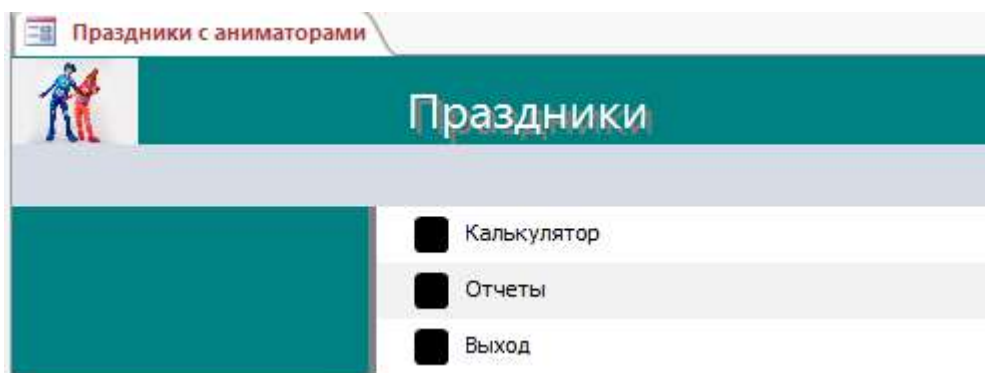 Праздники с аниматорами
Праздники
Калькулятор
Отчеты
Выход